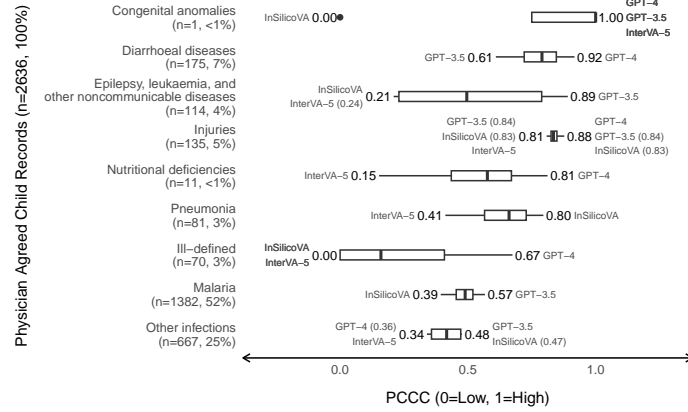 Physician Agreed Child Records (n=2636, 100%)
GPT−4
Congenital anomalies
(n=1, <1%)
InSilicoVA 0.00
1.00 GPT−3.5
InterVA−5
Diarrhoeal diseases
(n=175, 7%)
GPT−3.5 0.61
0.92 GPT−4
Epilepsy, leukaemia, and
other noncommunicable diseases
(n=114, 4%)
InSilicoVA
InterVA−5 (0.24)
0.21
0.89 GPT−3.5
Injuries
(n=135, 5%)
GPT−3.5 (0.84)
InSilicoVA (0.83)
InterVA−5
0.81
0.88
GPT−4
GPT−3.5 (0.84)
InSilicoVA (0.83)
Nutritional deficiencies
(n=11, <1%)
InterVA−5 0.15
0.81 GPT−4
Pneumonia
(n=81, 3%)
InterVA−5 0.41
0.80 InSilicoVA
Ill−defined
(n=70, 3%)
InSilicoVA
InterVA−5
0.00
0.67 GPT−4
Malaria
(n=1382, 52%)
InSilicoVA 0.39
0.57 GPT−3.5
Other infections
(n=667, 25%)
GPT−4 (0.36)
InterVA−5
0.34
0.48
GPT−3.5
InSilicoVA (0.47)
0.0 0.5 1.0
PCCC (0=Low, 1=High)